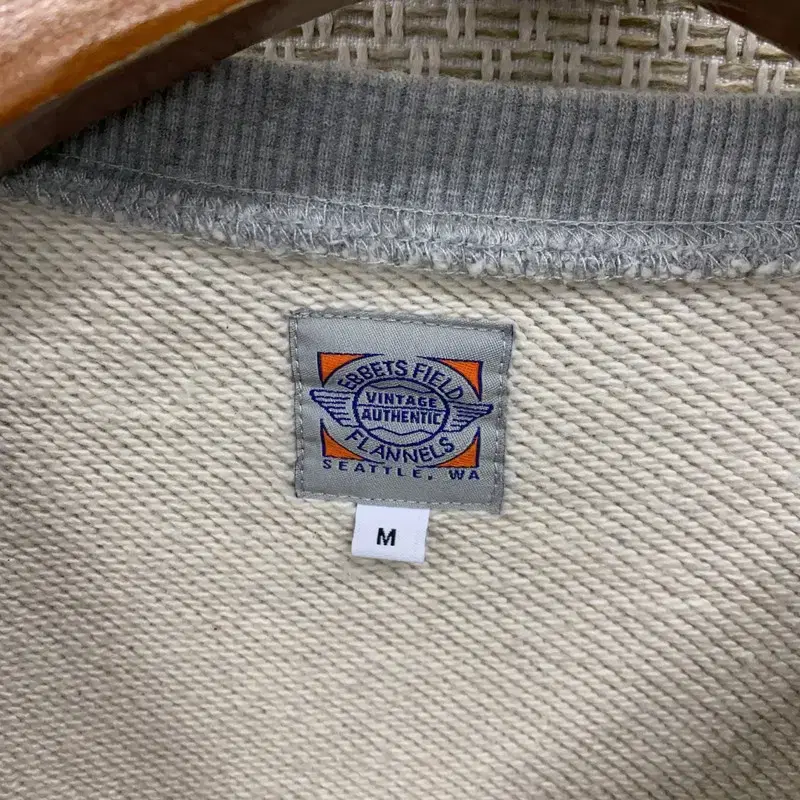 EBBETS FIELD
VINTAGE
AUTHENTIC
FLANNELS
SEATTLE, WA
M